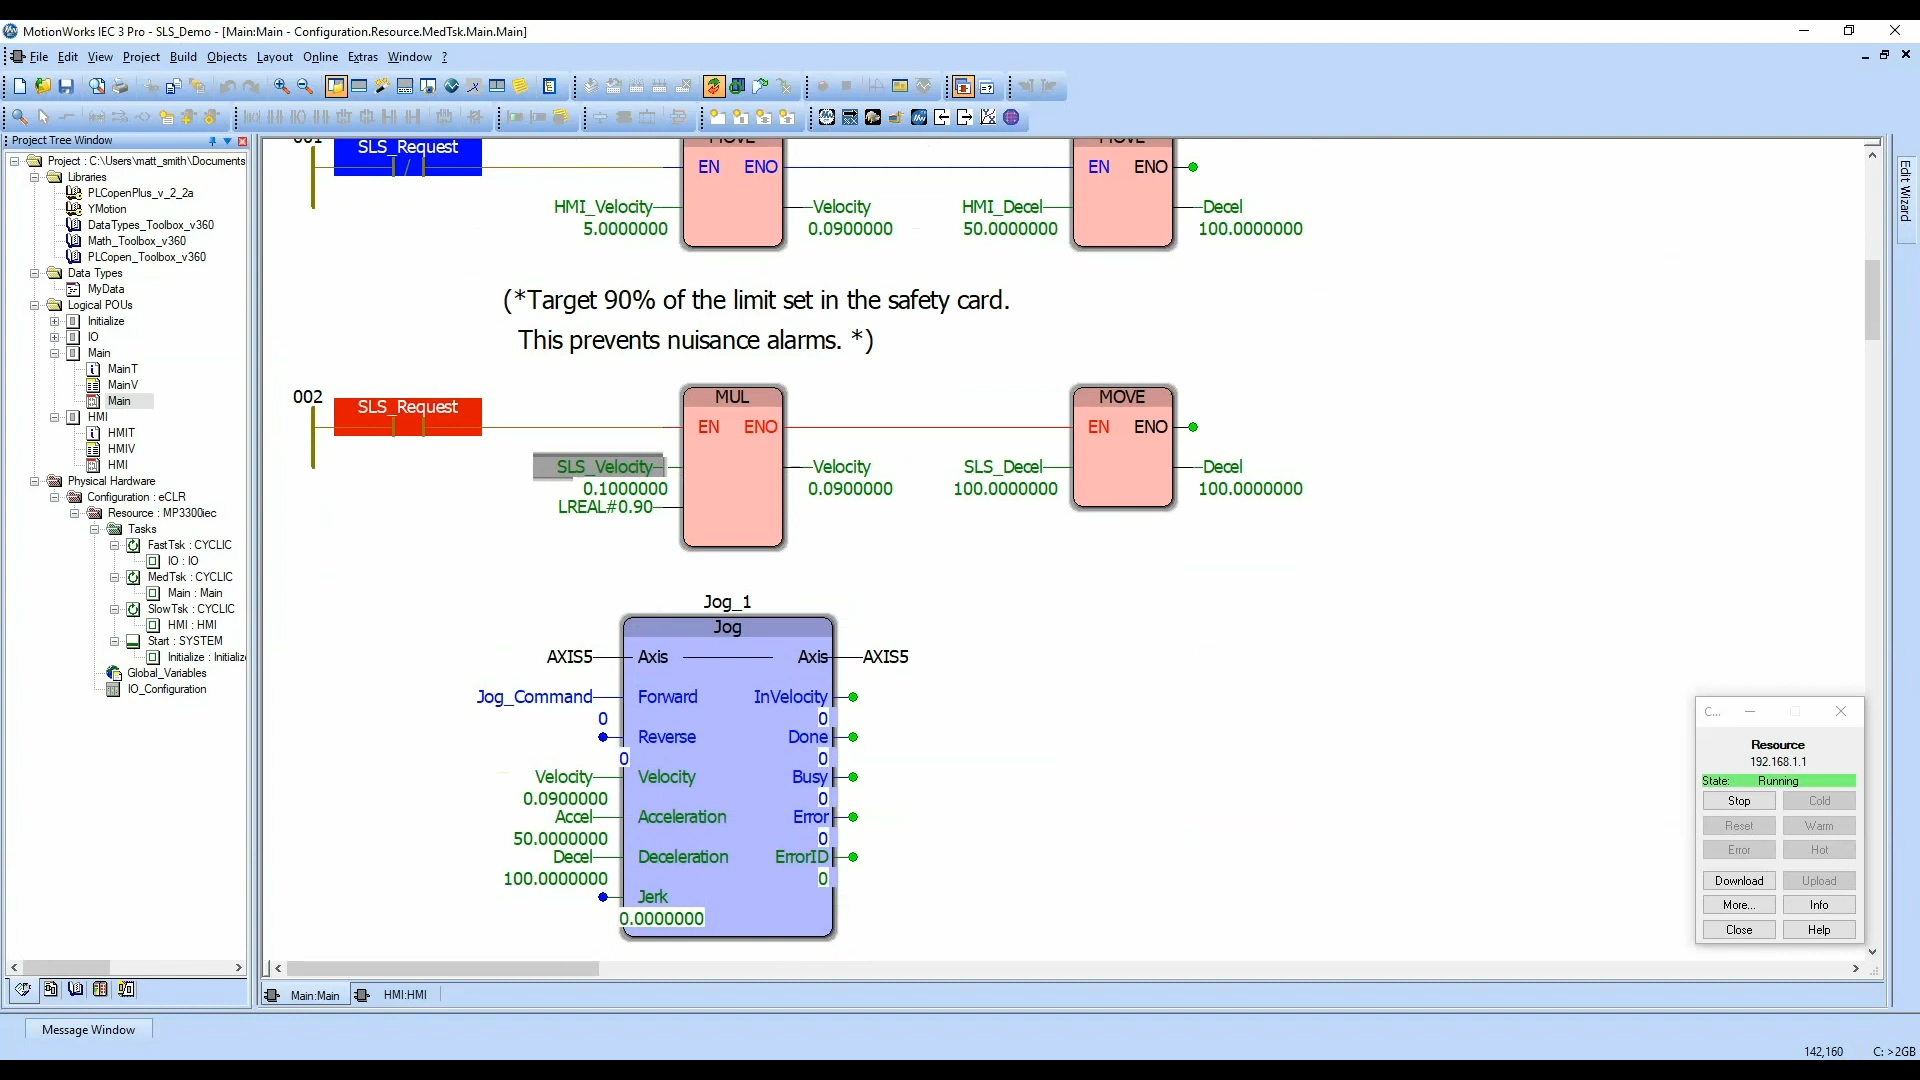 MotionWorks IEC 3 Pro - SLS_Demo - [Main:Main - Configuration.Resource.MedTsk.Main.Main]
File Edit View Project Build Objects Layout Online Extras Window ?
Project Tree Window
Project : C:\Users\matt_smith\Documents
Libraries
PLCopenPlus_v_2_2a
YMotion
DataTypes_Toolbox_v360
Math_Toolbox_v360
PLCopen_Toolbox_v360
Data Types
MyData
Logical POUs
Initialize
IO
Main
MainT
MainV
Main
HMI
HMIT
HMIV
HMI
Physical Hardware
Configuration : eCLR
Resource : MP3300iec
Tasks
FastTsk : CYCLIC
IO : IO
MedTsk : CYCLIC
Main : Main
SlowTsk : CYCLIC
HMI : HMI
Start : SYSTEM
Initialize : Initialize
Global_Variables
IO_Configuration
001 MOVE MOVE
SLS_Request
EN ENO EN ENO
HMI_Velocity Velocity HMI_Decel Decel
5.0000000 0.0900000 50.0000000 100.0000000
(*Target 90% of the limit set in the safety card.
This prevents nuisance alarms. *)
002 MUL MOVE
SLS_Request
EN ENO EN ENO
SLS_Velocity Velocity SLS_Decel Decel
0.1000000 0.0900000 100.0000000 100.0000000
LREAL#0.90
Jog_1
Jog
AXIS5 Axis Axis AXIS5
Jog_Command Forward InVelocity
0 0
Reverse Done
0 0
Velocity Velocity Busy
0.0900000 0
Accel Acceleration Error
50.0000000 0
Decel Deceleration ErrorID
100.0000000 0
Jerk
0.0000000
Edit Wizard
C...
Resource
192.168.1.1
State: Running
Stop Cold
Reset Warm
Error Hot
Download Upload
More... Info
Close Help
Main:Main HMI:HMI
Message Window
142,160 C: >2GB